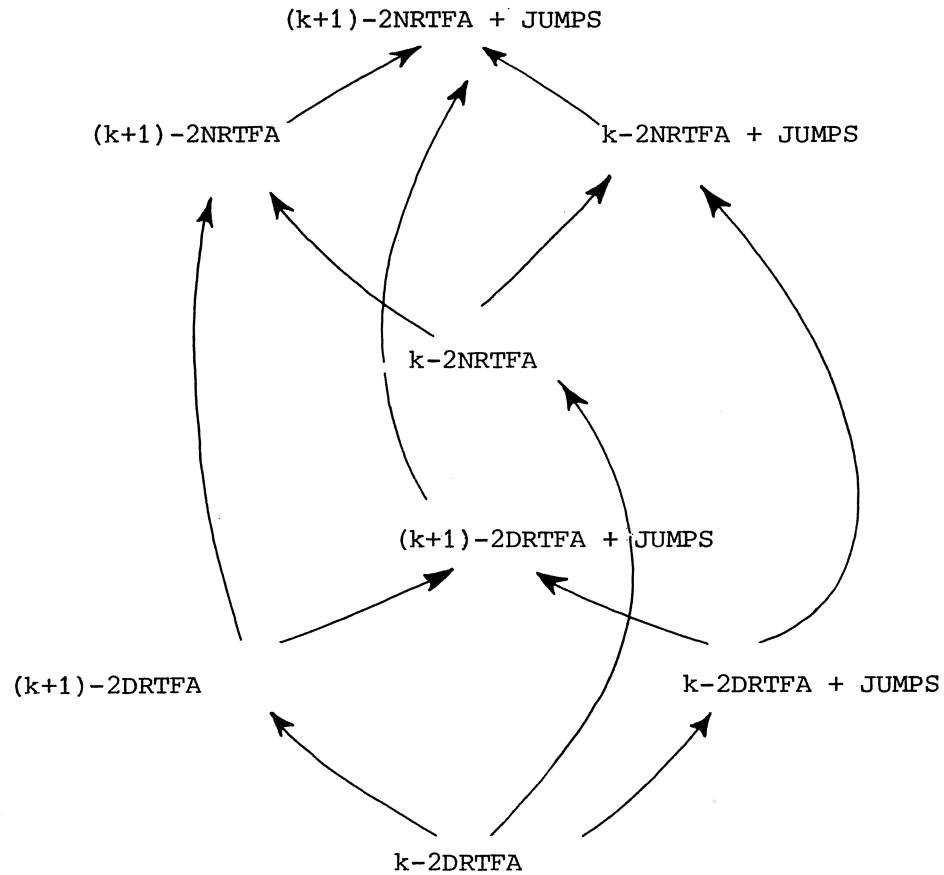 (k+1)-2NRTFA + JUMPS
(k+1)-2NRTFA
k-2NRTFA + JUMPS
k-2NRTFA
(k+1)-2DRTFA + JUMPS
(k+1)-2DRTFA
k-2DRTFA + JUMPS
k-2DRTFA